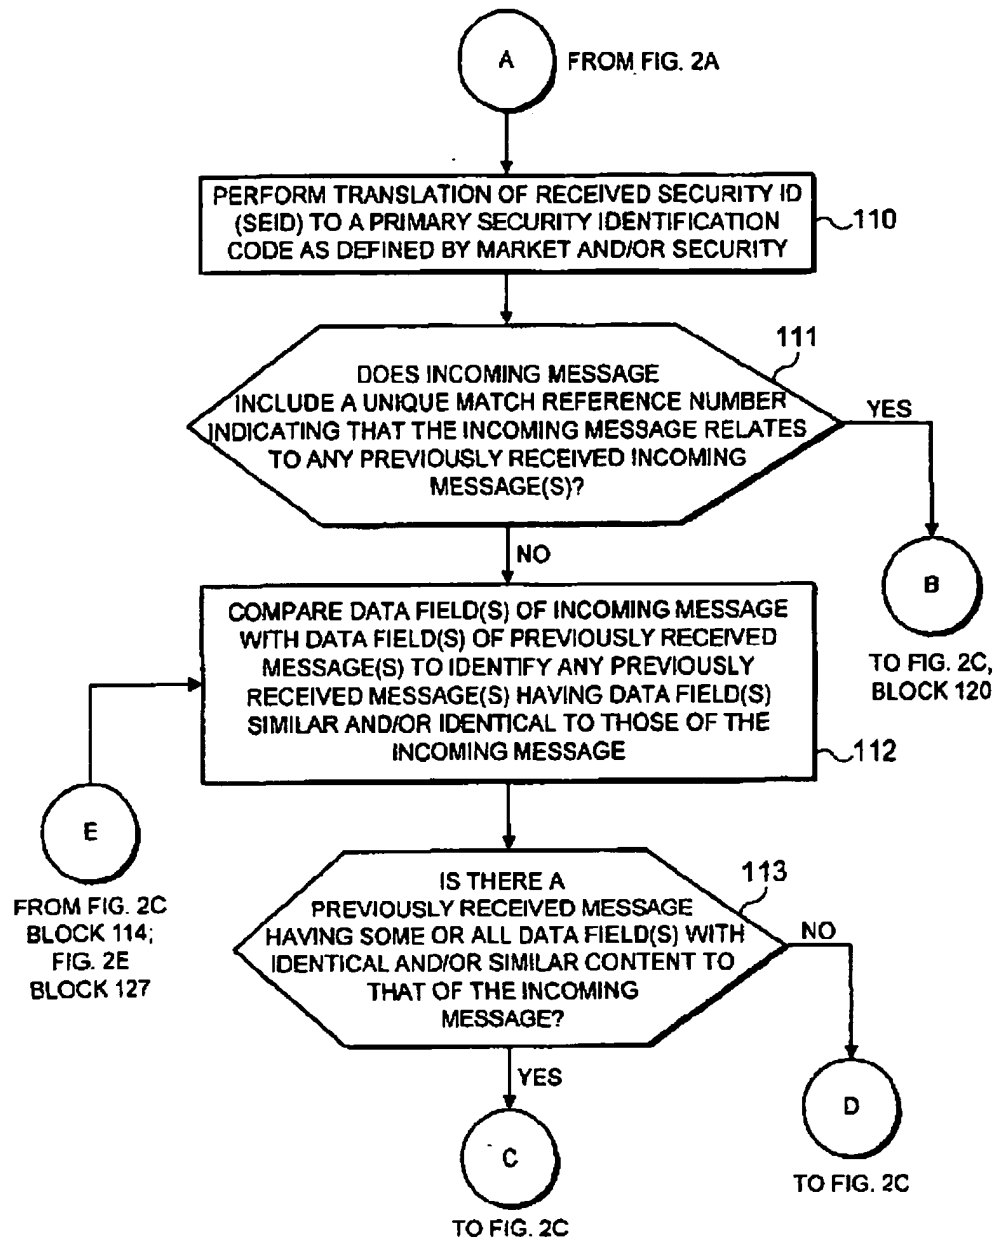 A
FROM FIG. 2A
PERFORM TRANSLATION OF RECEIVED SECURITY ID
(SEID) TO A PRIMARY SECURITY IDENTIFICATION
CODE AS DEFINED BY MARKET AND/OR SECURITY
110
111
DOES INCOMING MESSAGE
INCLUDE A UNIQUE MATCH REFERENCE NUMBER
INDICATING THAT THE INCOMING MESSAGE RELATES
TO ANY PREVIOUSLY RECEIVED INCOMING
MESSAGE(S)?
YES
NO
B
TO FIG. 2C,
BLOCK 120
COMPARE DATA FIELD(S) OF INCOMING MESSAGE
WITH DATA FIELD(S) OF PREVIOUSLY RECEIVED
MESSAGE(S) TO IDENTIFY ANY PREVIOUSLY
RECEIVED MESSAGE(S) HAVING DATA FIELD(S)
SIMILAR AND/OR IDENTICAL TO THOSE OF THE
INCOMING MESSAGE
112
E
FROM FIG. 2C
BLOCK 114;
FIG. 2E
BLOCK 127
113
IS THERE A
PREVIOUSLY RECEIVED MESSAGE
HAVING SOME OR ALL DATA FIELD(S) WITH
IDENTICAL AND/OR SIMILAR CONTENT TO
THAT OF THE INCOMING
MESSAGE?
NO
YES
D
TO FIG. 2C
C
TO FIG. 2C